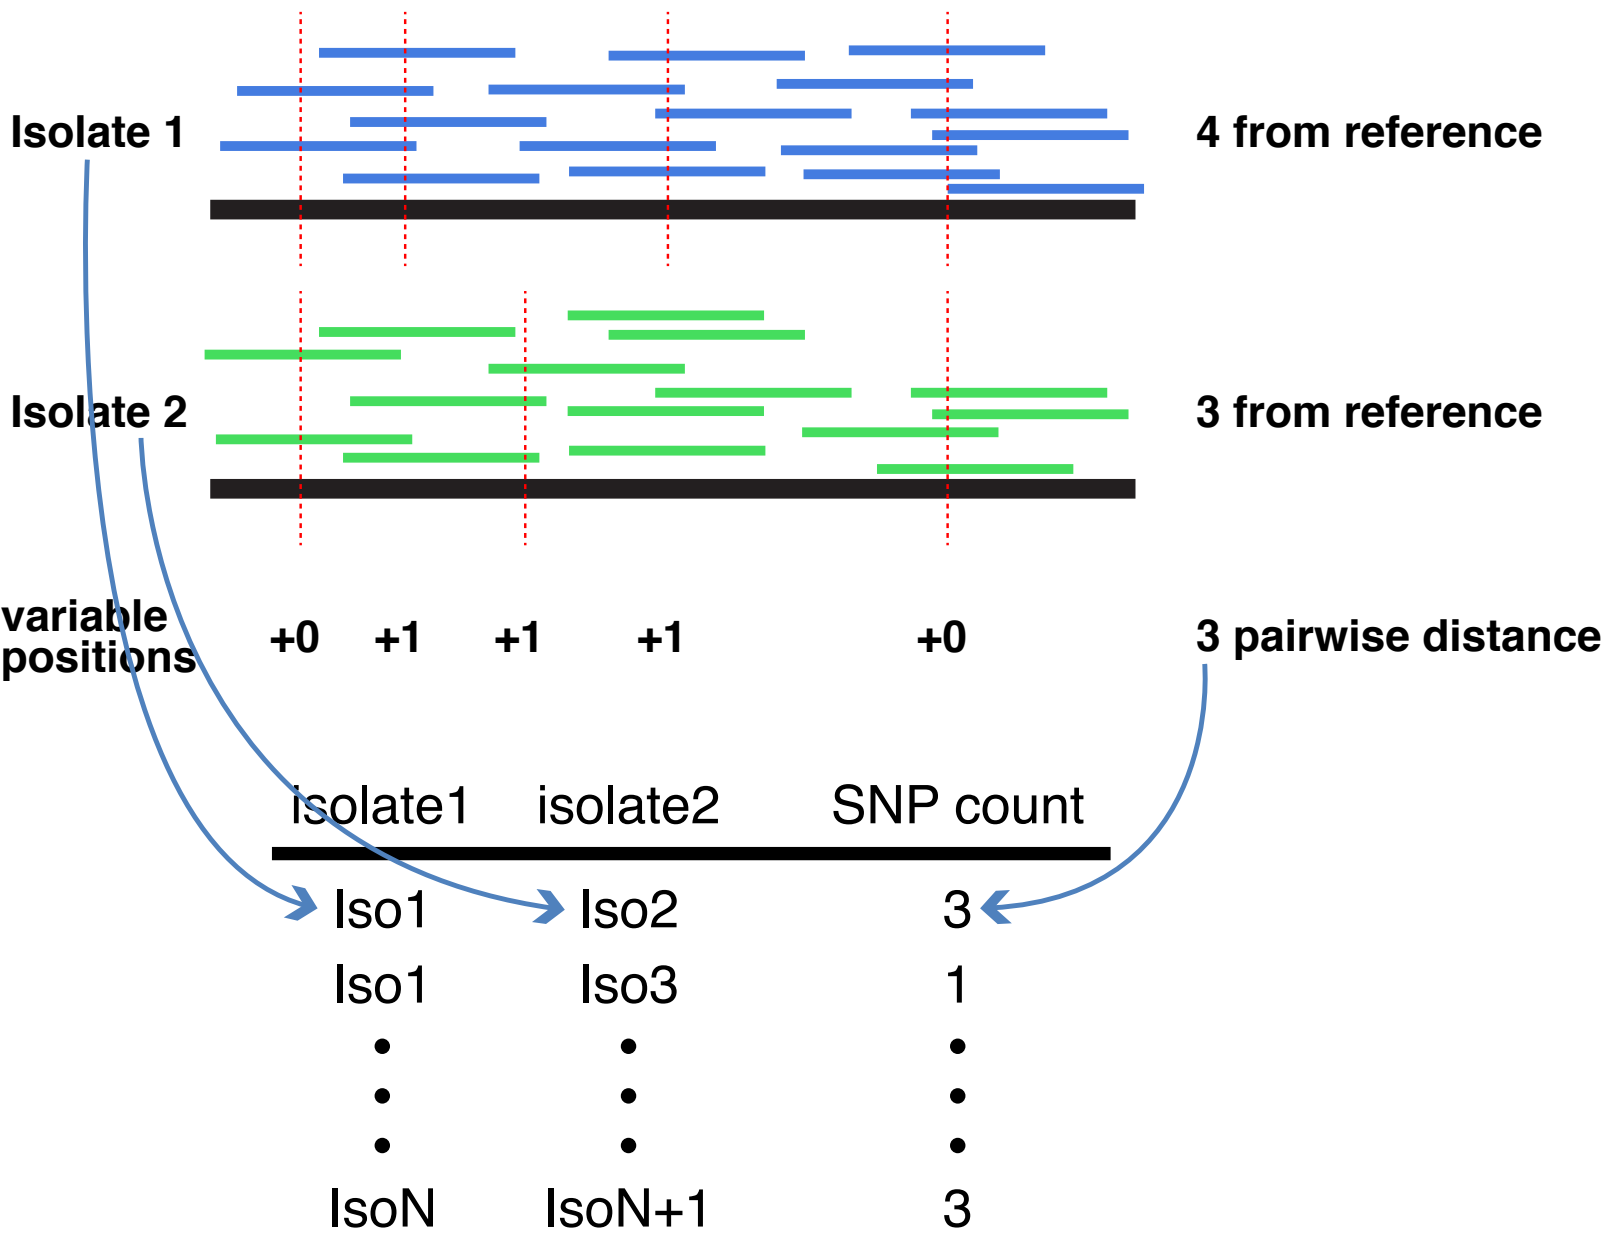 Isolate 1
4 from reference
Isolate 2
3 from reference
variable
positions
+0 +1 +1 +1 +0
3 pairwise distance
isolate1 isolate2 SNP count
Iso1 Iso2 3
Iso1 Iso3 1
IsoN IsoN+1 3